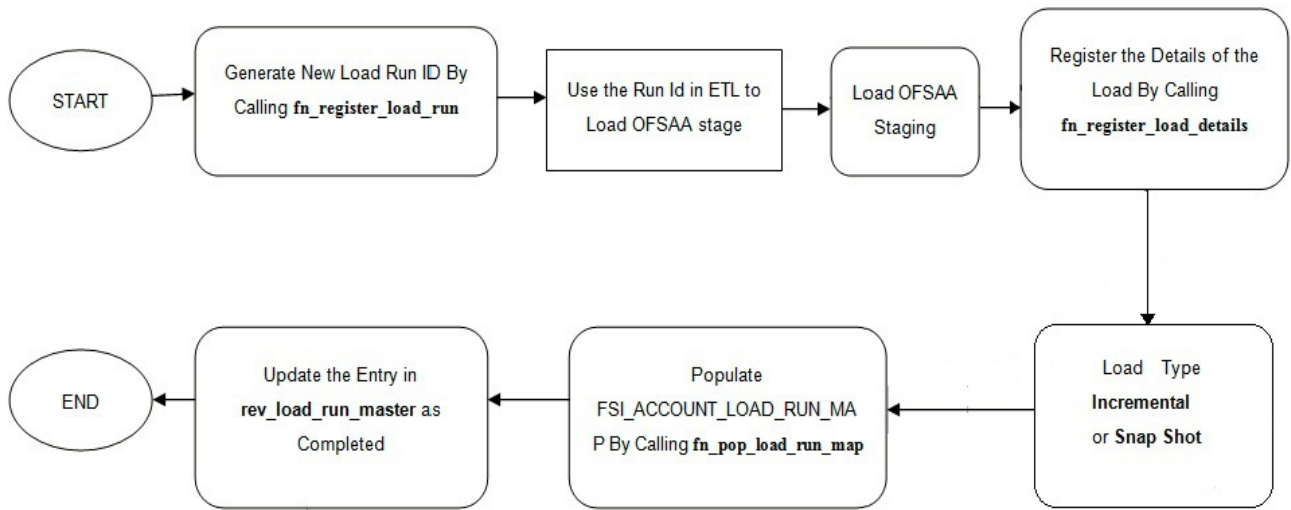 START
Generate New Load Run ID By
Calling fn_register_load_run
Use the Run Id in ETL to
Load OFSAA stage
Load OFSAA
Staging
Register the Details of the
Load By Calling
fn_register_load_details
Load Type
Incremental
or Snap Shot
Populate
FSI_ACCOUNT_LOAD_RUN_MA
P By Calling fn_pop_load_run_map
Update the Entry in
rev_load_run_master as
Completed
END